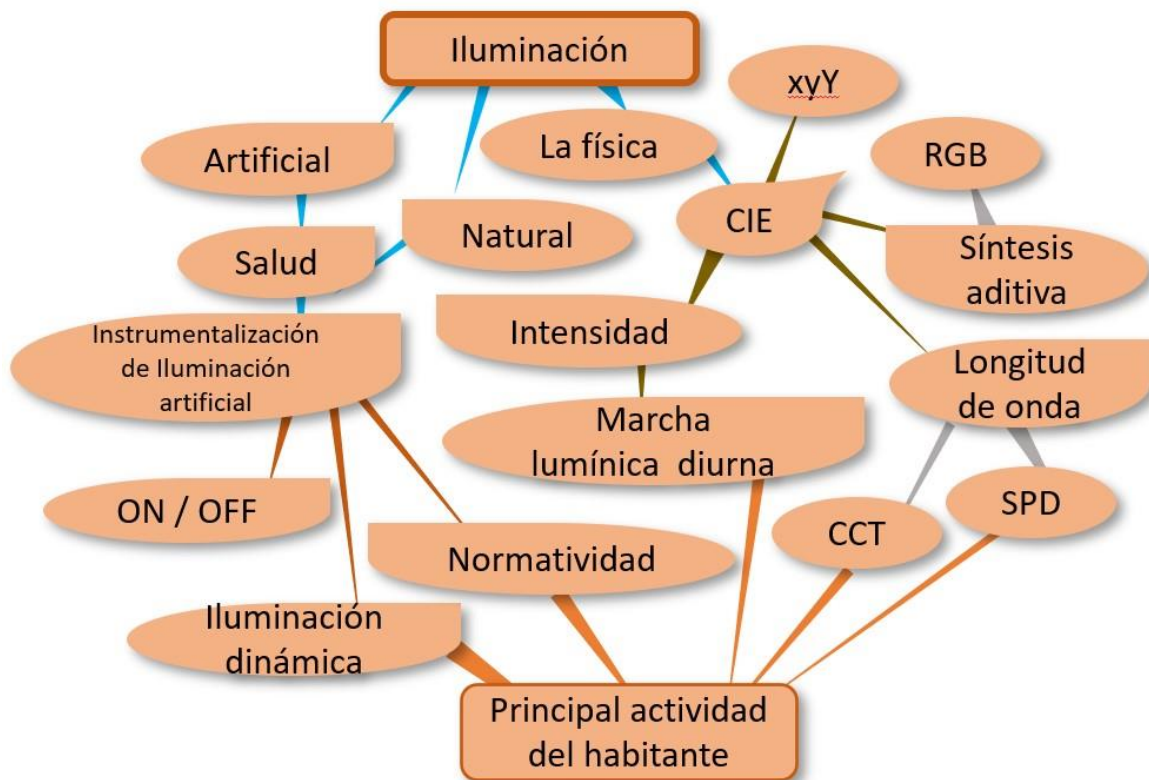 Iluminación
xyY
Artificial
La física
RGB
Salud
Natural
CIE
Síntesis
aditiva
Instrumentalización
de Iluminación
artificial
Intensidad
Longitud
de onda
Marcha
lumínica diurna
ON / OFF
Normatividad
CCT
SPD
Iluminación
dinámica
Principal actividad
del habitante